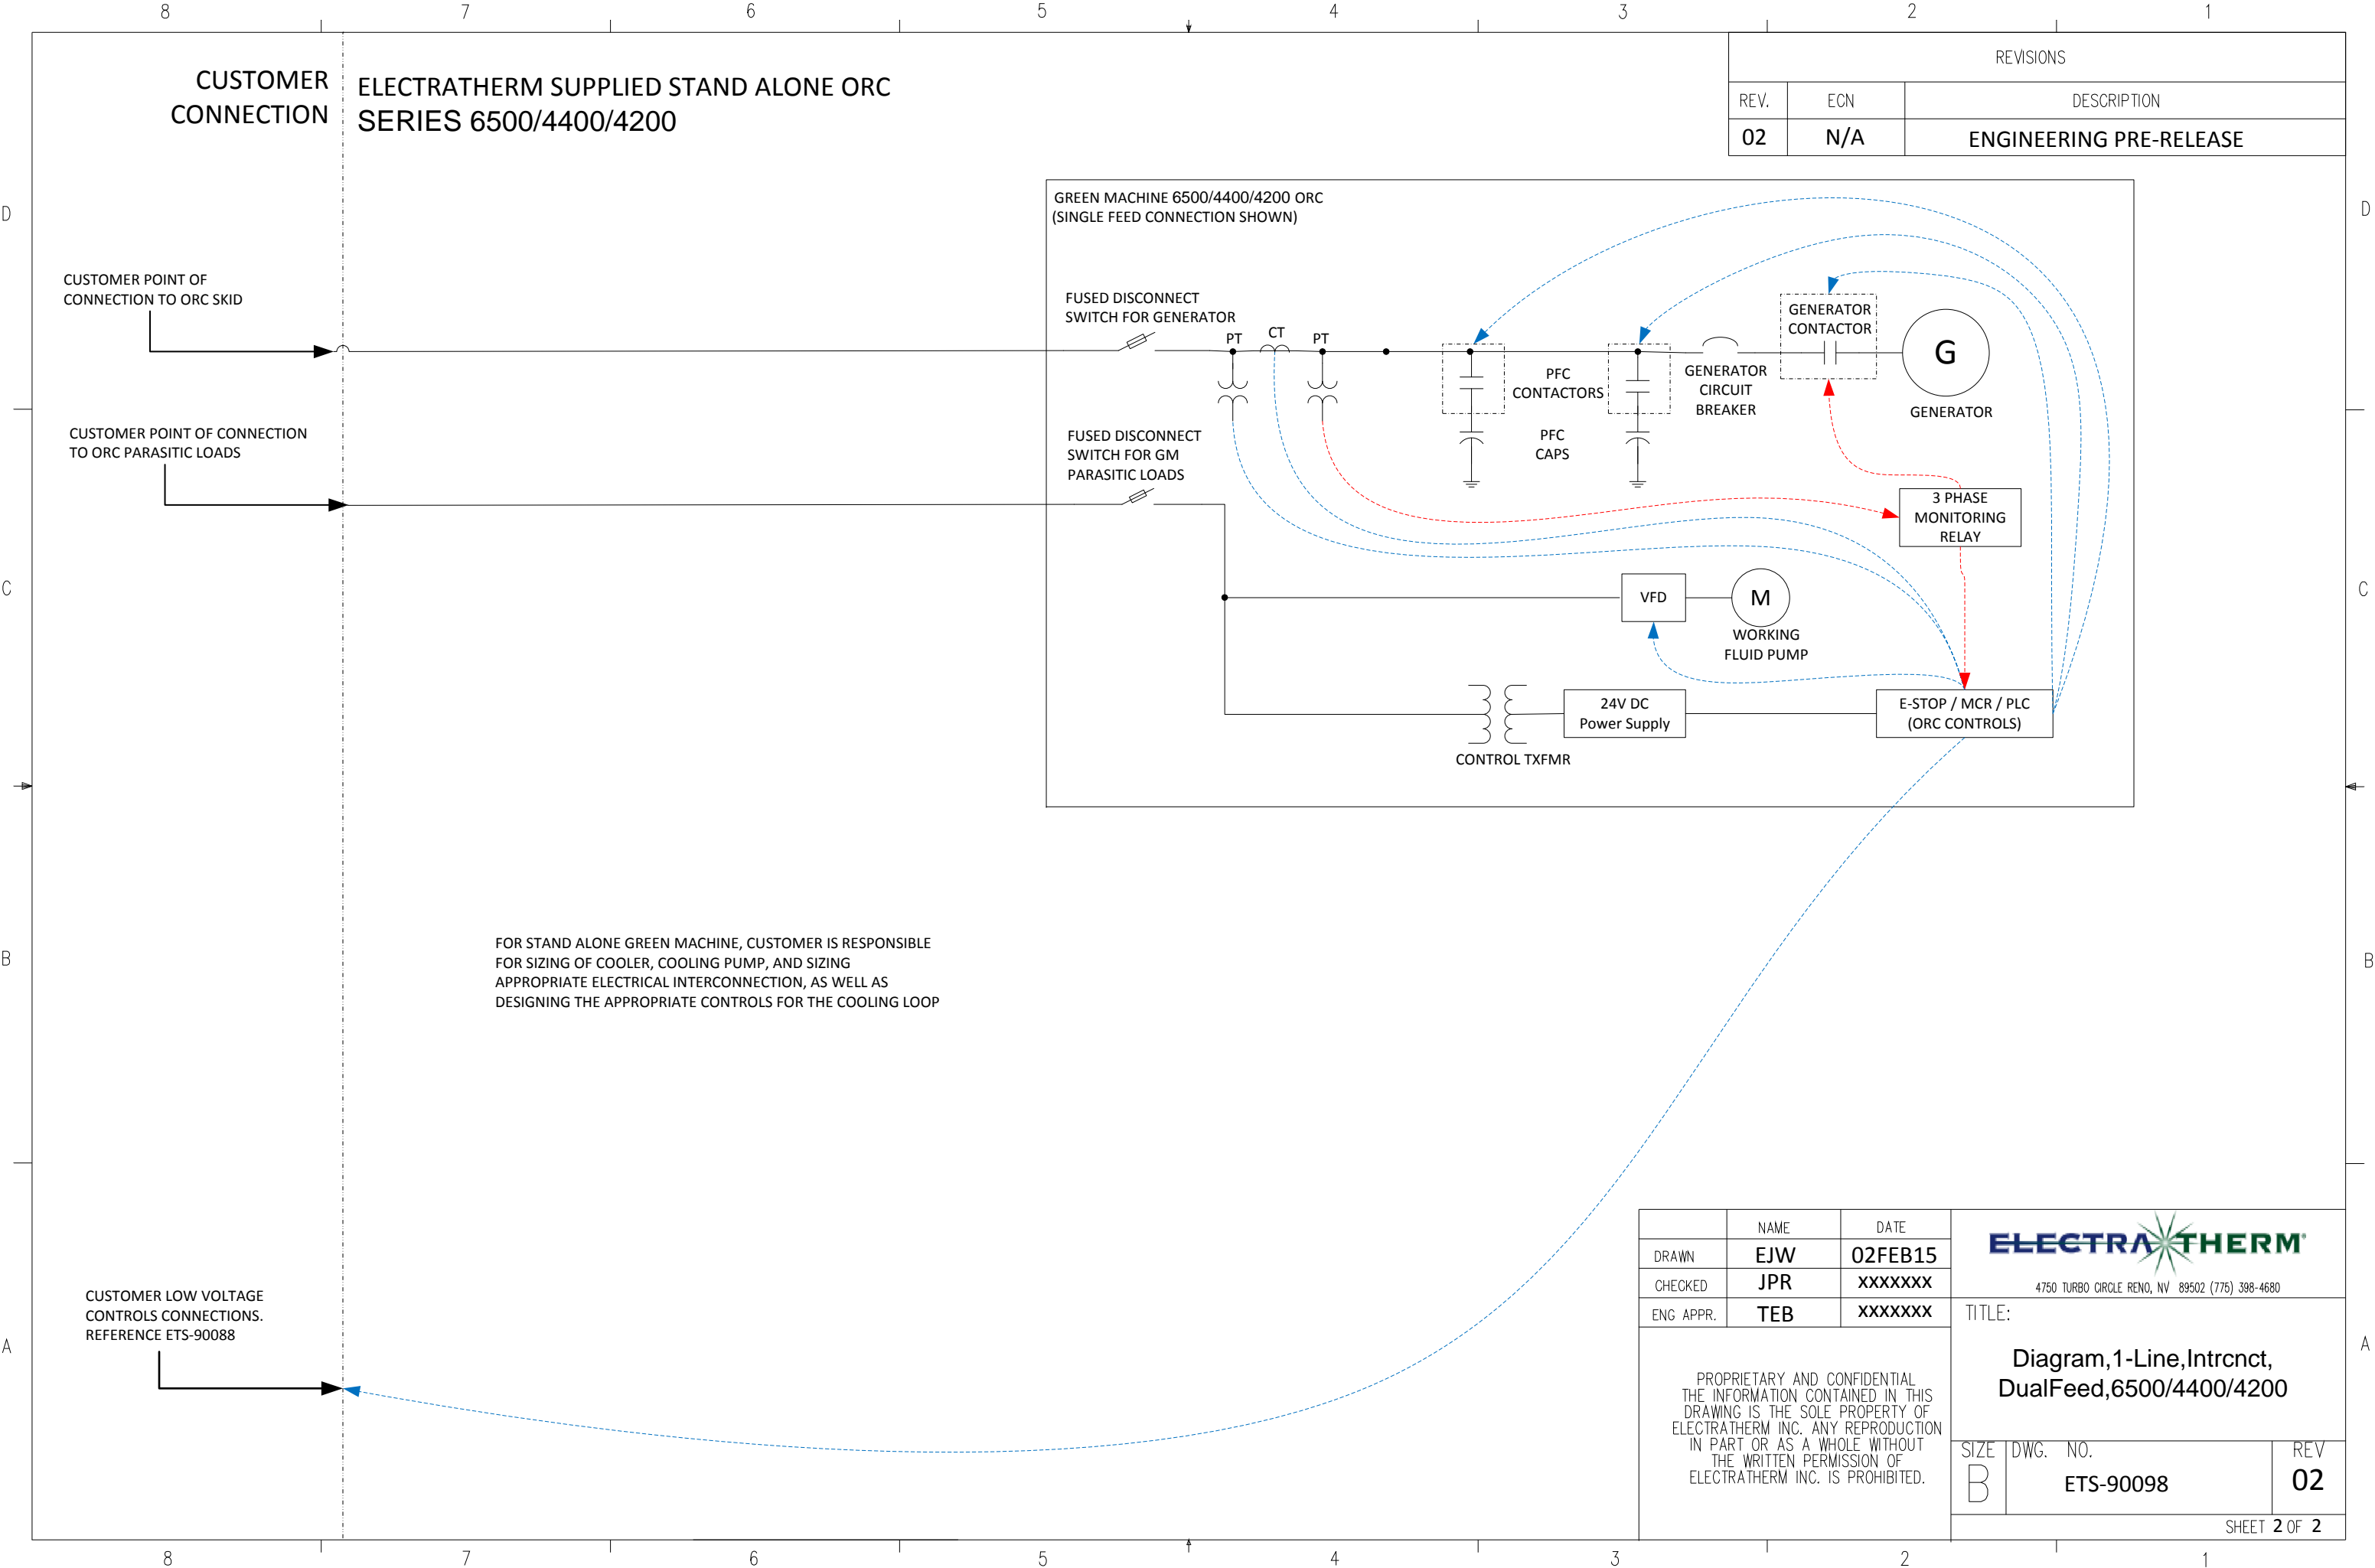 8 7 6 5 4 3 2 1
CUSTOMER
CONNECTION
ELECTRATHERM SUPPLIED STAND ALONE ORC
SERIES 6500/4400/4200
REVISIONS
REV. ECN DESCRIPTION
02 N/A ENGINEERING PRE-RELEASE
D D
GREEN MACHINE 6500/4400/4200 ORC
(SINGLE FEED CONNECTION SHOWN)
CUSTOMER POINT OF
CONNECTION TO ORC SKID
FUSED DISCONNECT
SWITCH FOR GENERATOR
PT CT PT
PFC
CONTACTORS
PFC
CAPS
GENERATOR
CIRCUIT
BREAKER
GENERATOR
CONTACTOR
G
GENERATOR
CUSTOMER POINT OF CONNECTION
TO ORC PARASITIC LOADS
FUSED DISCONNECT
SWITCH FOR GM
PARASITIC LOADS
3 PHASE
MONITORING
RELAY
C C
VFD
M
WORKING
FLUID PUMP
CONTROL TXFMR
24V DC
Power Supply
E-STOP / MCR / PLC
(ORC CONTROLS)
B B
FOR STAND ALONE GREEN MACHINE, CUSTOMER IS RESPONSIBLE
FOR SIZING OF COOLER, COOLING PUMP, AND SIZING
APPROPRIATE ELECTRICAL INTERCONNECTION, AS WELL AS
DESIGNING THE APPROPRIATE CONTROLS FOR THE COOLING LOOP
CUSTOMER LOW VOLTAGE
CONTROLS CONNECTIONS.
REFERENCE ETS-90088
A A
NAME DATE
DRAWN EJW 02FEB15
CHECKED JPR XXXXXXX
ENG APPR. TEB XXXXXXX
PROPRIETARY AND CONFIDENTIAL
THE INFORMATION CONTAINED IN THIS
DRAWING IS THE SOLE PROPERTY OF
ELECTRATHERM INC. ANY REPRODUCTION
IN PART OR AS A WHOLE WITHOUT
THE WRITTEN PERMISSION OF
ELECTRATHERM INC. IS PROHIBITED.
ELECTRATHERM®
4750 TURBO CIRCLE RENO, NV 89502 (775) 398-4680
TITLE:
Diagram,1-Line,Intrcnct,
DualFeed,6500/4400/4200
SIZE DWG. NO. REV
B ETS-90098 02
SHEET 2 OF 2
8 7 6 5 4 3 2 1